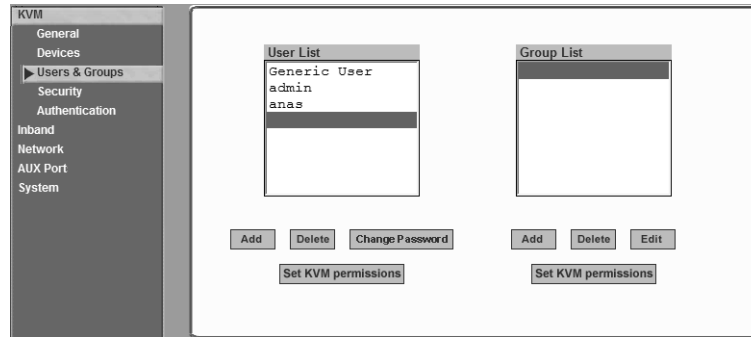 KVM
General
Devices
Users & Groups
Security
Authentication
Inband
Network
AUX Port
System
User List
Generic User
admin
anas
Add Delete Change Password
Set KVM permissions
Group List
Add Delete Edit
Set KVM permissions